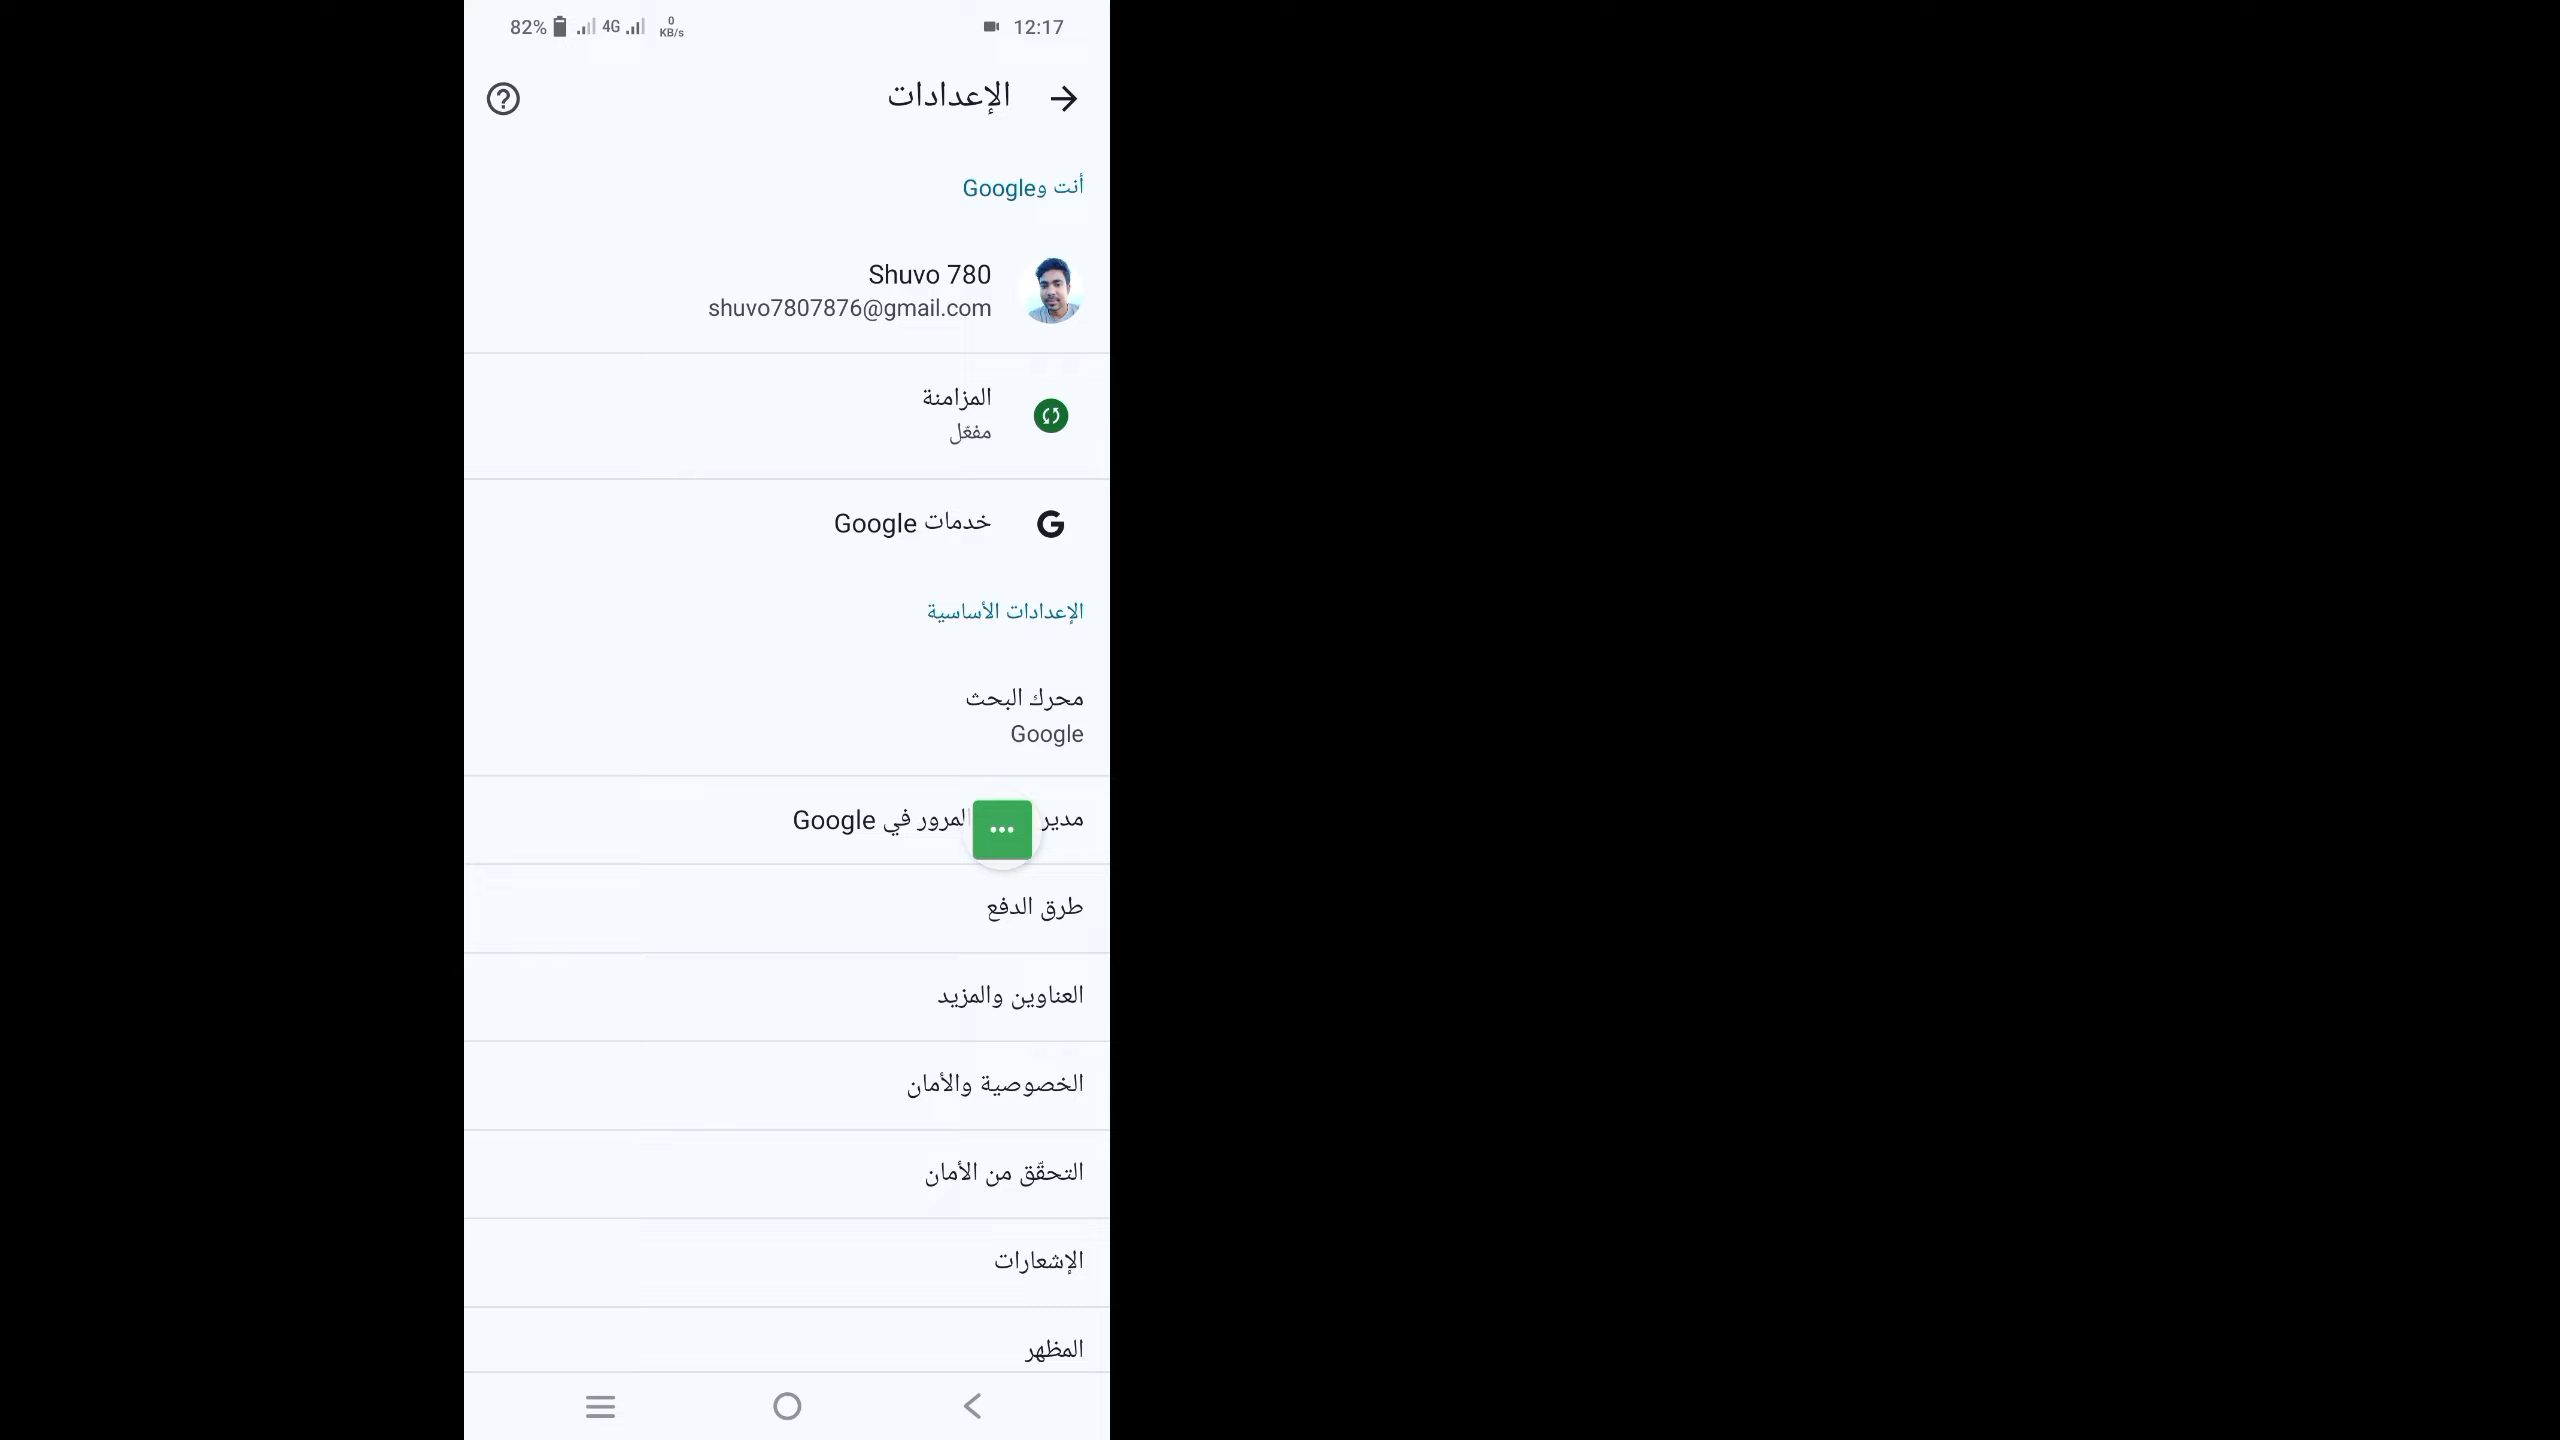 82% 4G 0 KB/s 12:17
الإعدادات
أنت وGoogle
Shuvo 780
shuvo7807876@gmail.com
المزامنة
مفعّل
خدمات Google
الإعدادات الأساسية
محرك البحث
Google
مدير المرور في Google
طرق الدفع
العناوين والمزيد
الخصوصية والأمان
التحقّق من الأمان
الإشعارات
المظهر